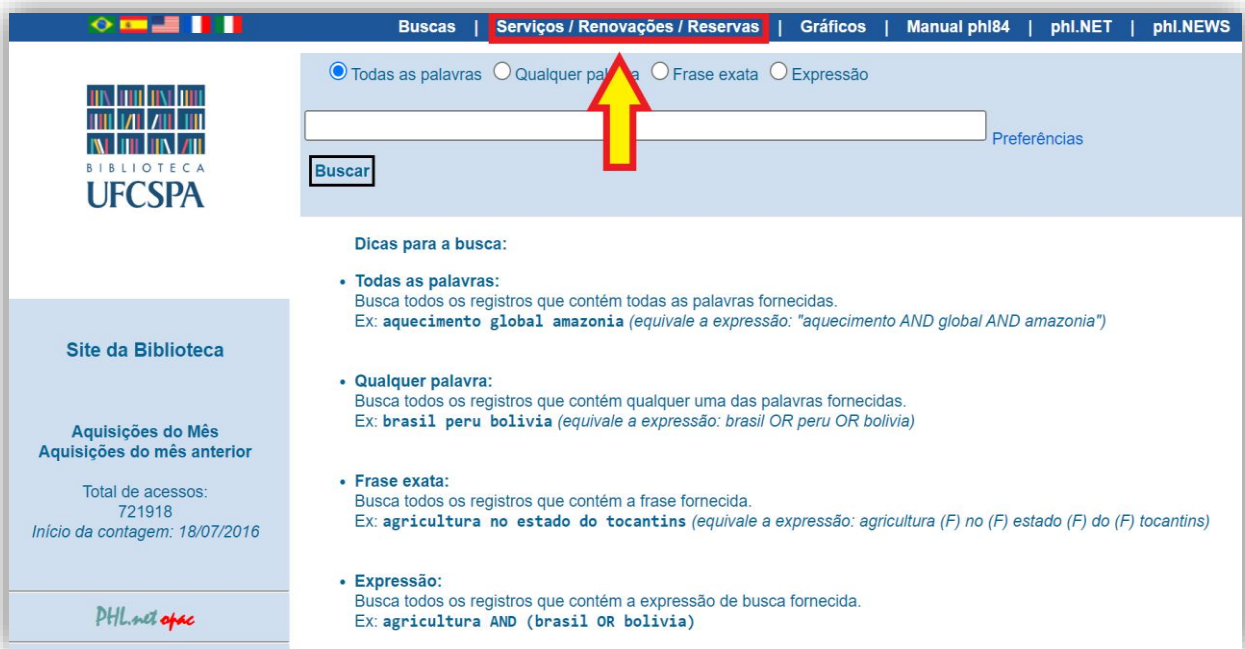 Buscas | Serviços / Renovações / Reservas | Gráficos | Manual phl84 | phl.NET | phl.NEWS
Todas as palavras Qualquer Frase exata Expressão
Preferências
Buscar
BIBLIOTECA
UFCSPA
Site da Biblioteca
Aquisições do Mês
Aquisições do mês anterior
Total de acessos:
721918
Início da contagem: 18/07/2016
PHL.net opac
Dicas para a busca:
• Todas as palavras:
Busca todos os registros que contém todas as palavras fornecidas.
Ex: aquecimento global amazonia (equivale a expressão: "aquecimento AND global AND amazonia")
• Qualquer palavra:
Busca todos os registros que contém qualquer uma das palavras fornecidas.
Ex: brasil peru bolivia (equivale a expressão: brasil OR peru OR bolivia)
• Frase exata:
Busca todos os registros que contém a frase fornecida.
Ex: agricultura no estado do tocantins (equivale a expressão: agricultura (F) no (F) estado (F) do (F) tocantins)
• Expressão:
Busca todos os registros que contém a expressão de busca fornecida.
Ex: agricultura AND (brasil OR bolivia)